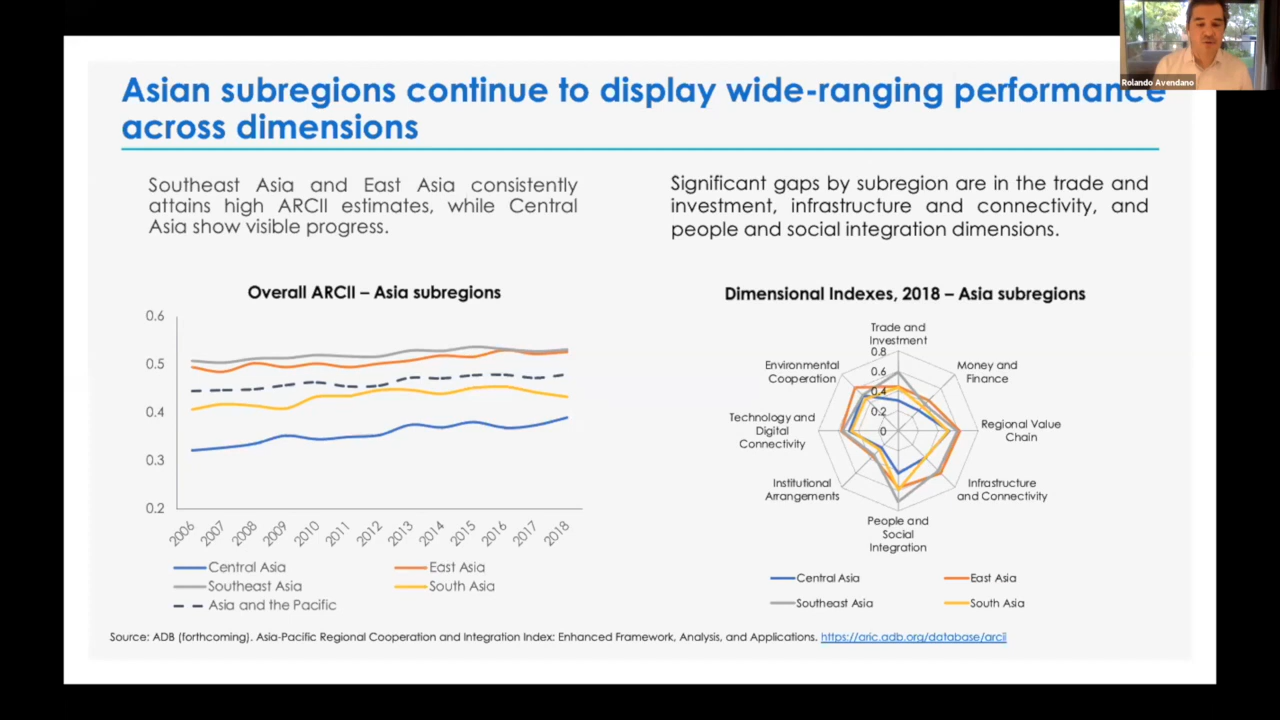 Rolando Avendano
Asian subregions continue to display wide-ranging performance
across dimensions
Southeast Asia and East Asia consistently
attains high ARCII estimates, while Central
Asia show visible progress.
Significant gaps by subregion are in the trade and
investment, infrastructure and connectivity, and
people and social integration dimensions.
Overall ARCII – Asia subregions
0.6
0.5
0.4
0.3
0.2
2006
2007
2008
2009
2010
2011
2012
2013
2014
2015
2016
2017
2018
Central Asia
East Asia
Southeast Asia
South Asia
Asia and the Pacific
Dimensional Indexes, 2018 – Asia subregions
Trade and
Investment
0.8
0.6
0.4
0.2
0
Money and
Finance
Regional Value
Chain
Infrastructure
and Connectivity
People and
Social
Integration
Institutional
Arrangements
Technology and
Digital
Connectivity
Environmental
Cooperation
Central Asia
East Asia
Southeast Asia
South Asia
Source: ADB (forthcoming). Asia-Pacific Regional Cooperation and Integration Index: Enhanced Framework, Analysis, and Applications. https://aric.adb.org/database/arcii